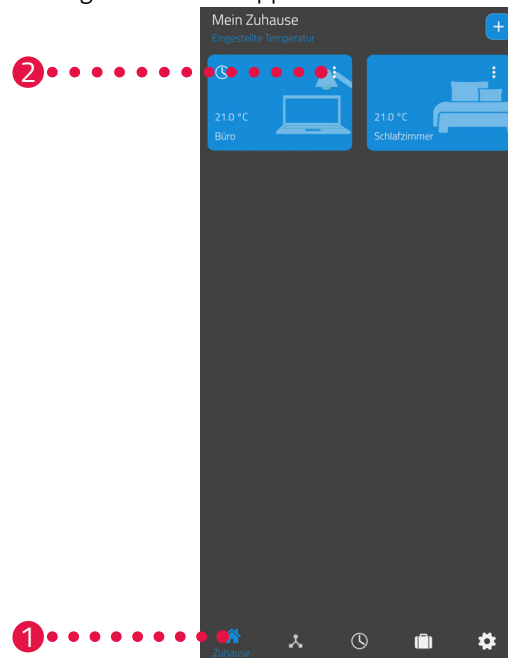 Mein Zuhause
Eingestellte Temperatur
+
2
21.0 °C
Büro
21.0 °C
Schlafzimmer
1
Zuhause